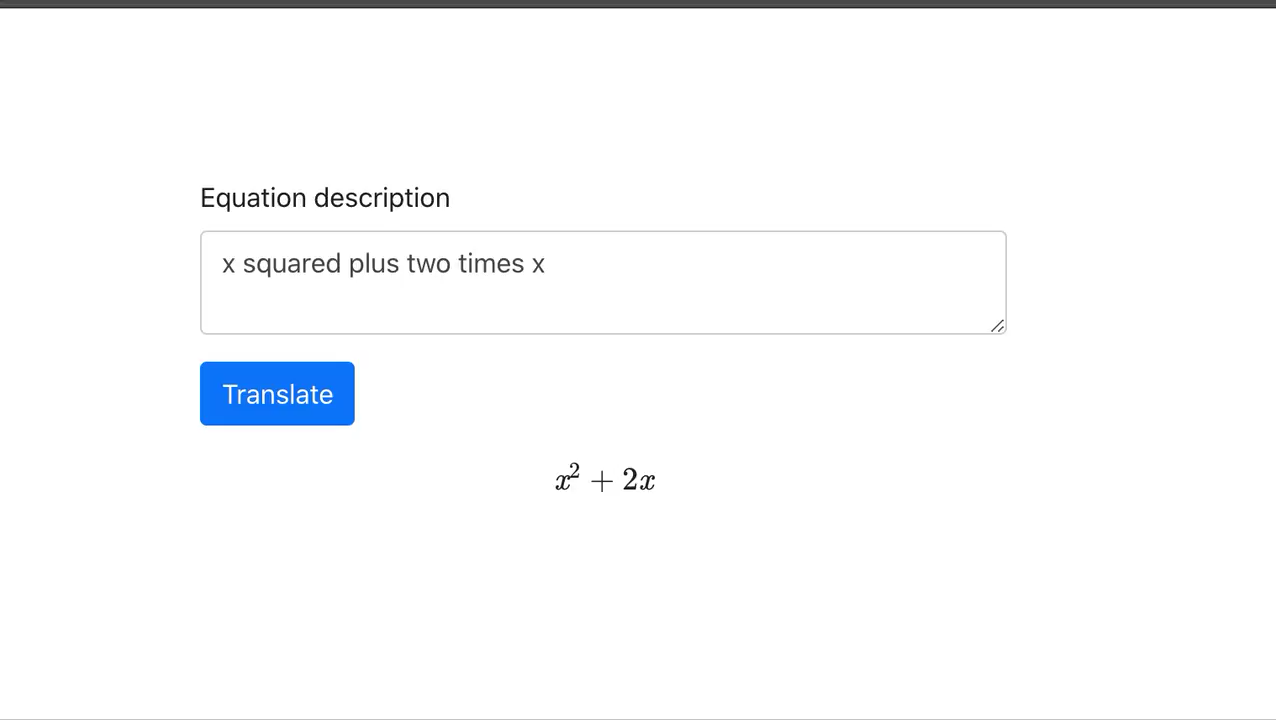 Equation description
x squared plus two times x
Translate
x² + 2x